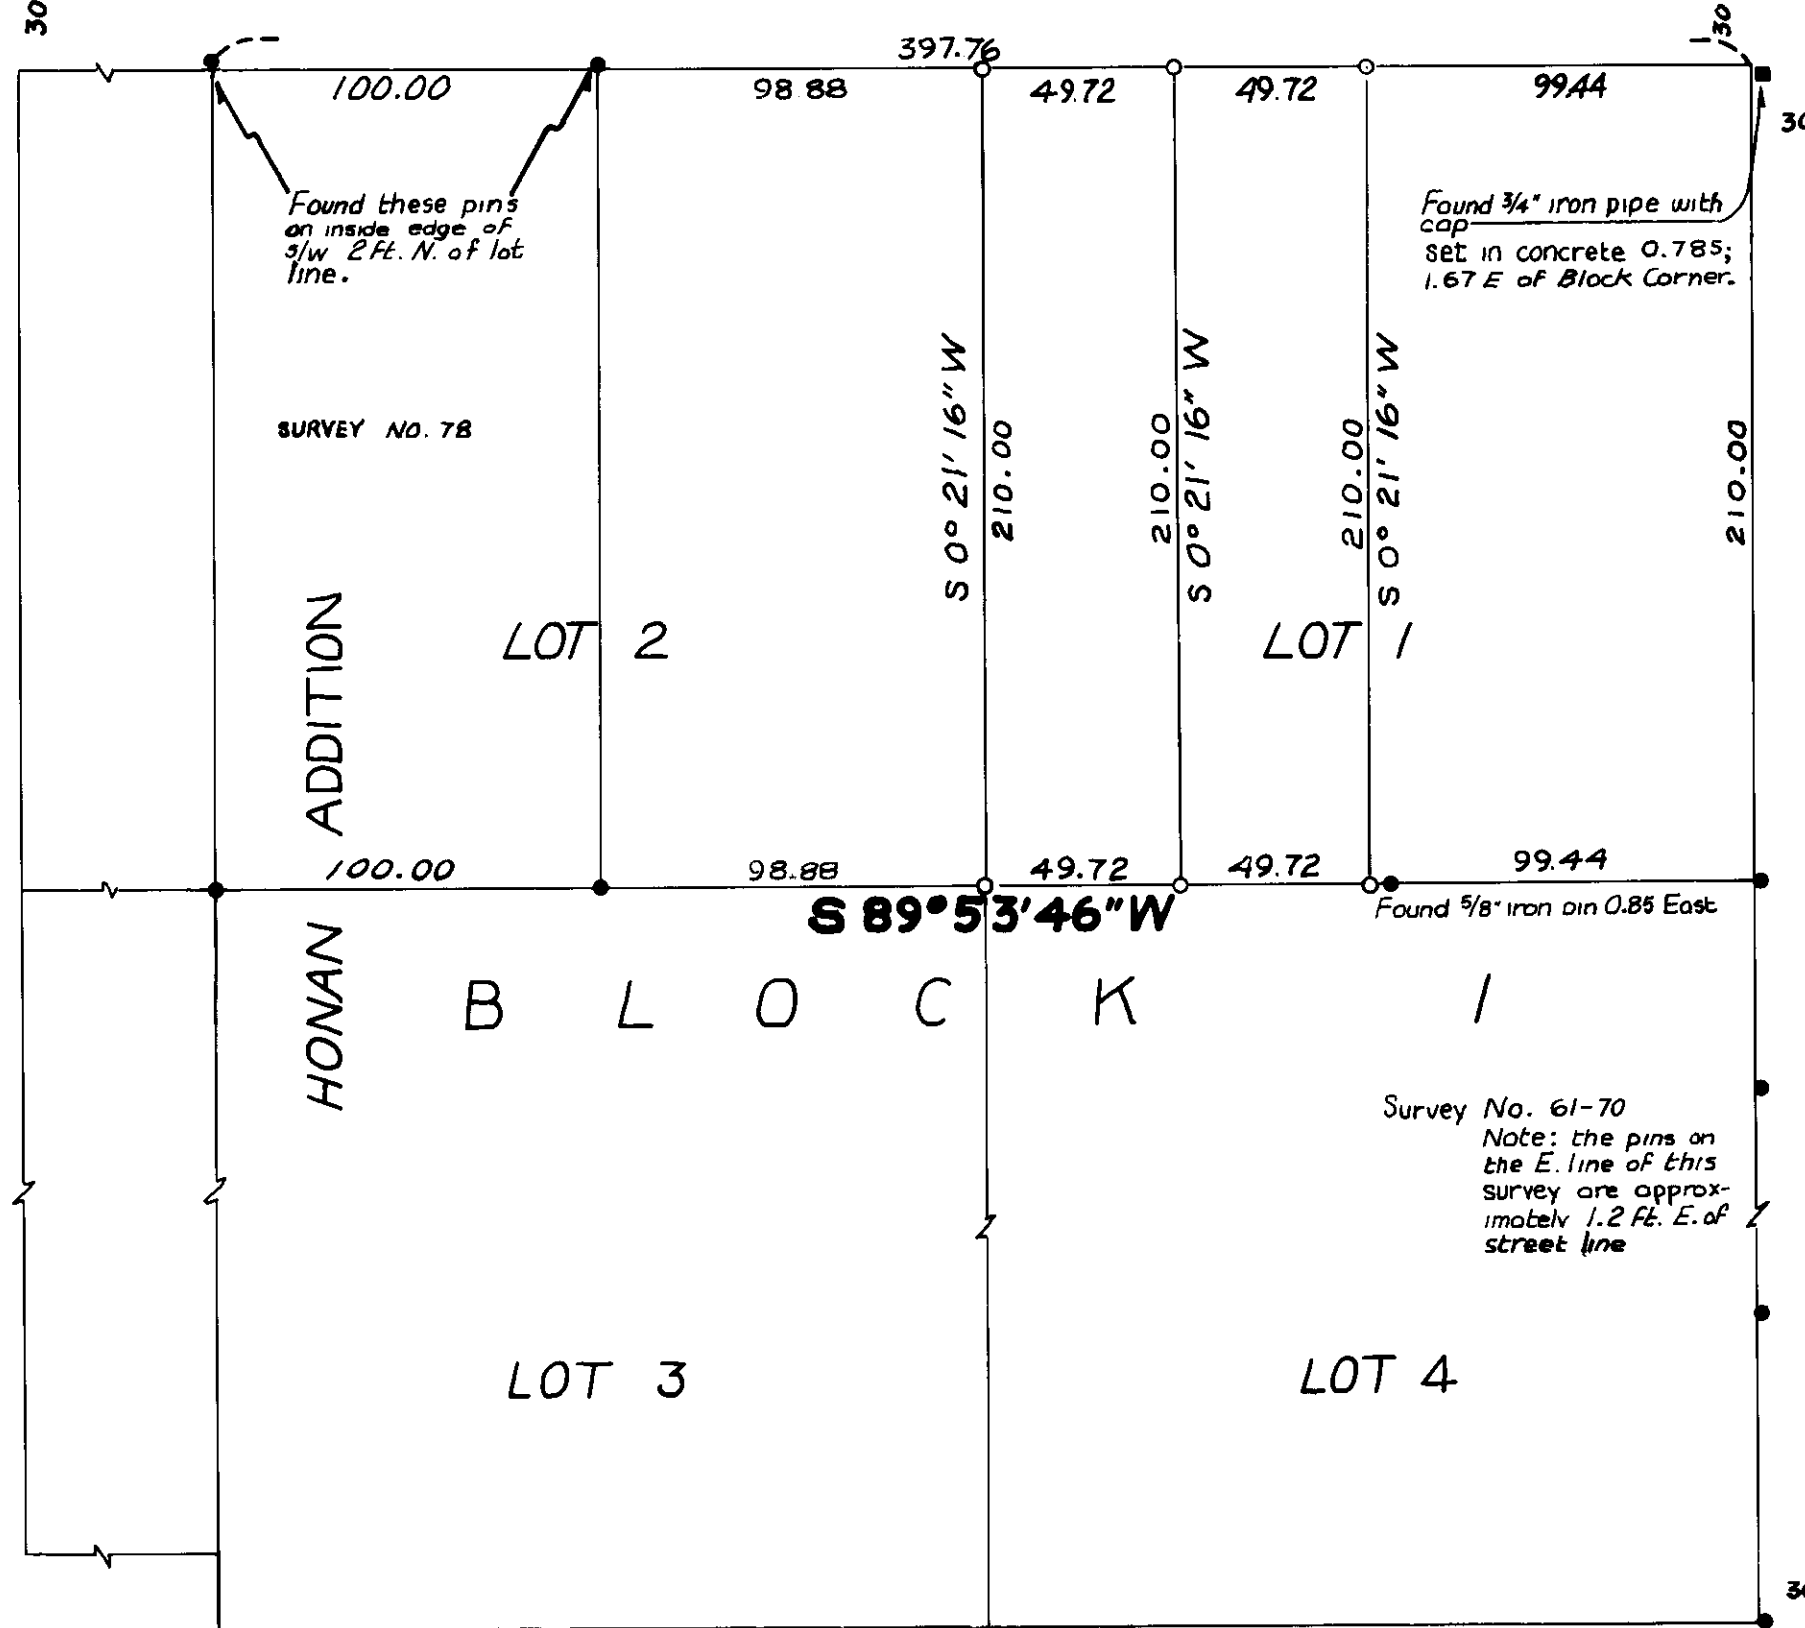 30
30
397.76
100.00
98.88
49.72
49.72
99.44
30
Found these pins
on inside edge of
s/w 2 Ft. N. of lot
line.
Found 3/4" iron pipe with
cap
set in concrete 0.785;
1.67 E of Block Corner.
SURVEY NO. 78
S 0° 21' 16" W
210.00
210.00
S 0° 21' 16" W
210.00
S 0° 21' 16" W
210.00
LOT 2
LOT 1
HONAN ADDITION
100.00
98.88
49.72
49.72
99.44
S 89° 53' 46" W
Found 5/8" iron pin 0.85 East
BLOCK 1
Survey No. 61-70
Note: the pins on
the E. line of this
survey are approx-
imately 1.2 Ft. E. of
street line
LOT 3
LOT 4